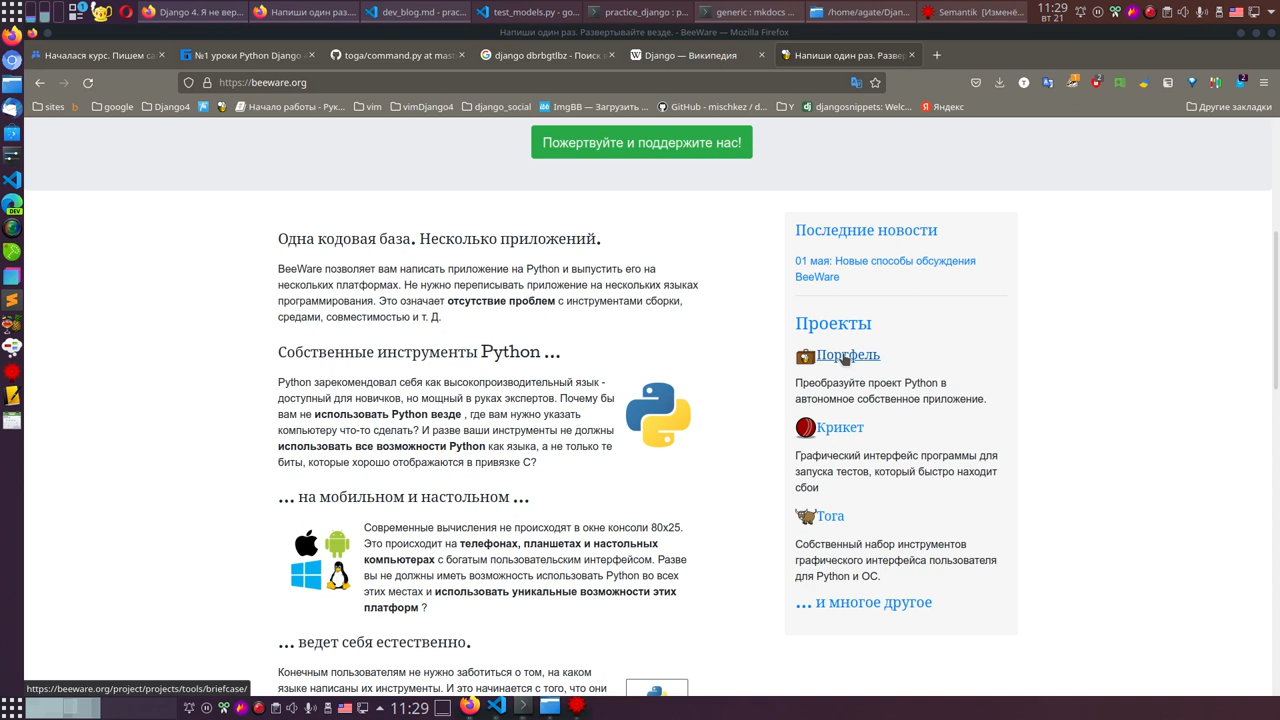 Django 4. Я не вер...
Напиши один раз....
dev_blog.md - prac...
test_models.py - go...
practice_django : p...
generic : mkdocs
/home/agate/Dj...
Semantik [Изменён...
11:29
вт 21
Напиши один раз. Развертывайте везде. - BeeWare — Mozilla Firefox
Началася курс. Пишем са
№1 уроки Python Django
toga/command.py at mast
django dbrbgtlbz - Поиск
Django — Википедия
Напиши один раз. Развер
https://beeware.org
sites
google
Django4
Начало работы - Рук...
vim
vimDjango4
django_social
ImgBB — Загрузить ...
GitHub - mischkez / d...
Y
djangosnippets: Welc...
Яндекс
Другие закладки
Пожертвуйте и поддержите нас!
Одна кодовая база. Несколько приложений.
BeeWare позволяет вам написать приложение на Python и выпустить его на
нескольких платформах. Не нужно переписывать приложение на нескольких языках
программирования. Это означает отсутствие проблем с инструментами сборки,
средами, совместимостью и т. Д.
Собственные инструменты Python ...
Python зарекомендовал себя как высокопроизводительный язык -
доступный для новичков, но мощный в руках экспертов. Почему бы
вам не использовать Python везде , где вам нужно указать
компьютеру что-то сделать? И разве ваши инструменты не должны
использовать все возможности Python как языка, а не только те
биты, которые хорошо отображаются в привязке C?
... на мобильном и настольном ...
Современные вычисления не происходят в окне консоли 80x25.
Это происходит на телефонах, планшетах и настольных
компьютерах с богатым пользовательским интерфейсом. Разве
вы не должны иметь возможность использовать Python во всех
этих местах и использовать уникальные возможности этих
платформ ?
... ведет себя естественно.
Конечным пользователям не нужно заботиться о том, на каком
языке написаны их инструменты. И это начинается с того, что они
Последние новости
01 мая: Новые способы обсуждения
BeeWare
Проекты
Портфель
Преобразуйте проект Python в
автономное собственное приложение.
Крикет
Графический интерфейс программы для
запуска тестов, который быстро находит
сбои
Тога
Собственный набор инструментов
графического интерфейса пользователя
для Python и ОС.
... и многое другое
https://beeware.org/project/projects/tools/briefcase/
11:29